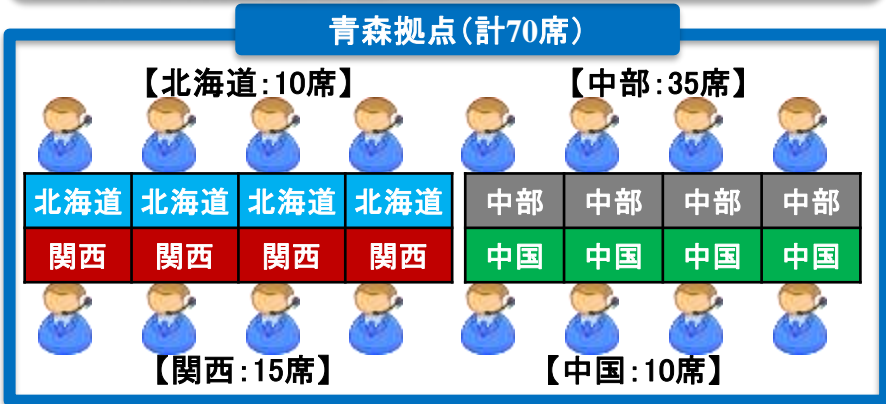 青森拠点(計70席)
【北海道:10席】 【中部:35席】
北海道 北海道 北海道 北海道 中部 中部 中部 中部
関西 関西 関西 関西 中国 中国 中国 中国
【関西:15席】 【中国:10席】